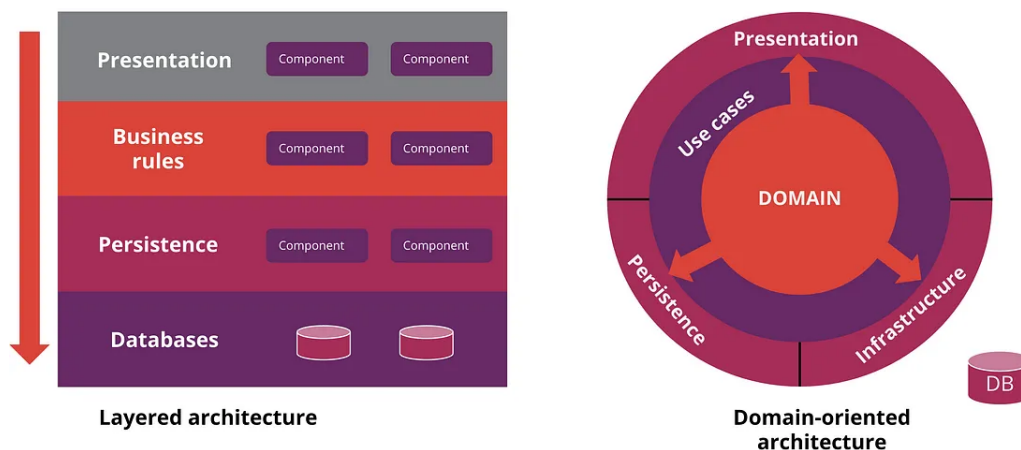 Presentation
Component
Component
Business
rules
Component
Component
Persistence
Component
Component
Databases
Layered architecture
Presentation
Use cases
DOMAIN
Persistence
Infrastructure
DB
Domain-oriented
architecture